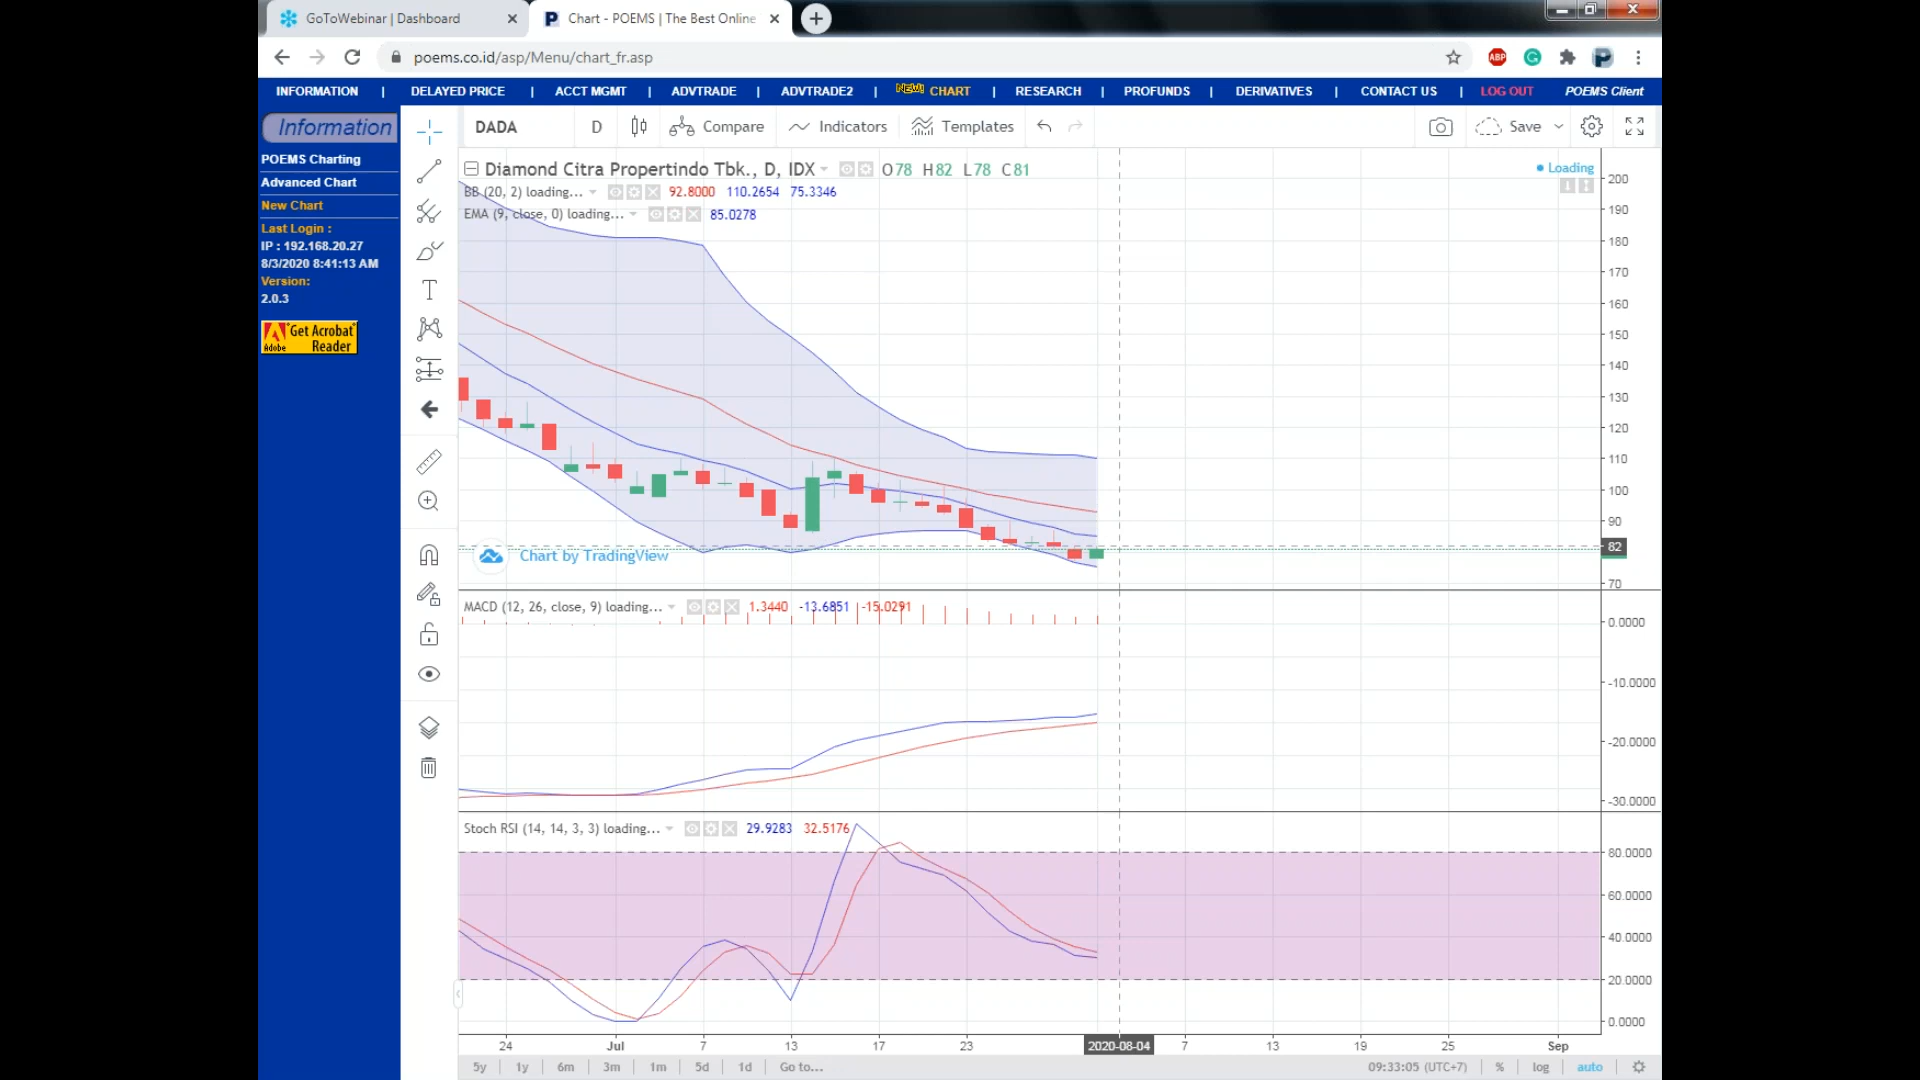 GoToWebinar | Dashboard
Chart - POEMS | The Best Online
poems.co.id/asp/Menu/chart_fr.asp
ABP
INFORMATION | DELAYED PRICE | ACCT MGMT | ADVTRADE | ADVTRADE2 | NEW! CHART | RESEARCH | PROFUNDS | DERIVATIVES | CONTACT US | LOG OUT POEMS Client
Information
POEMS Charting
Advanced Chart
New Chart
Last Login :
IP : 192.168.20.27
8/3/2020 8:41:13 AM
Version:
2.0.3
Get Acrobat
Adobe Reader
DADA D Compare Indicators Templates Save
Diamond Citra Propertindo Tbk., D, IDX O78 H82 L78 C81
Loading
BB (20, 2) loading... 92.8000 110.2654 75.3346
EMA (9, close, 0) loading... 85.0278
200
190
180
170
160
150
140
130
120
110
100
90
82
70
Chart by TradingView
MACD (12, 26, close, 9) loading... 1.3440 -13.6851 -15.0291
0.0000
-10.0000
-20.0000
-30.0000
Stoch RSI (14, 14, 3, 3) loading... 29.9283 32.5176
80.0000
60.0000
40.0000
20.0000
0.0000
24 Jul 7 13 17 23 2020-08-04 7 13 19 25 Sep
5y 1y 6m 3m 1m 5d 1d Go to... 09:33:05 (UTC+7) % log auto